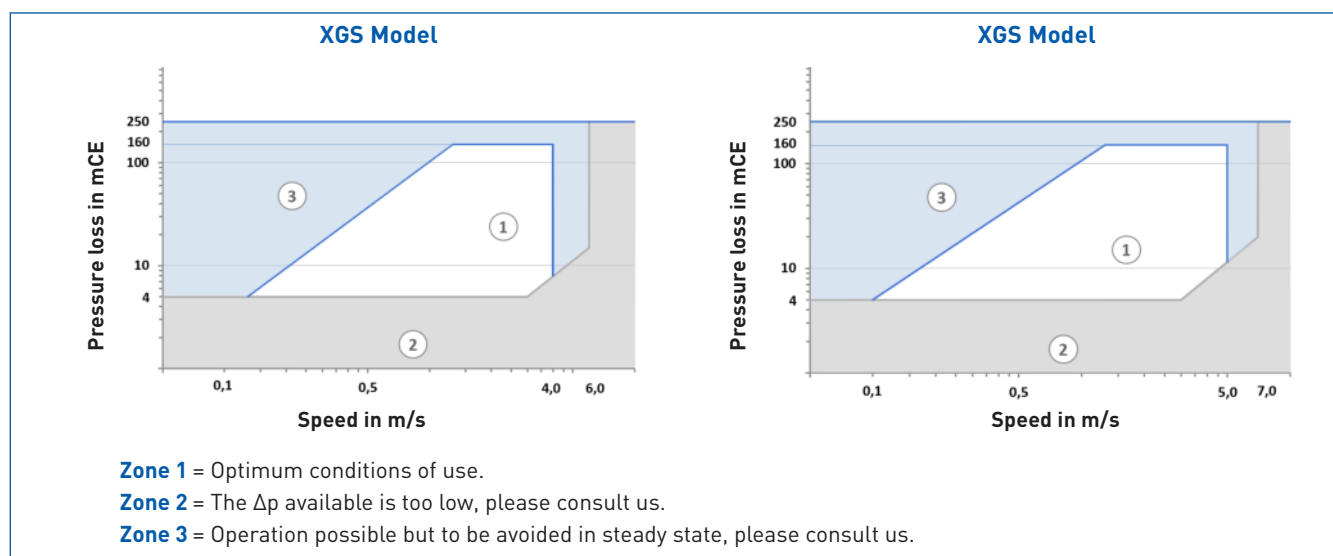 XGS Model
Pressure loss in mCE
250
160
100
10
4
3
1
2
0,1
0,5
4,0
6,0
Speed in m/s
XGS Model
Pressure loss in mCE
250
160
100
10
4
3
1
2
0,1
0,5
5,0
7,0
Speed in m/s
Zone 1 = Optimum conditions of use.
Zone 2 = The Δp available is too low, please consult us.
Zone 3 = Operation possible but to be avoided in steady state, please consult us.